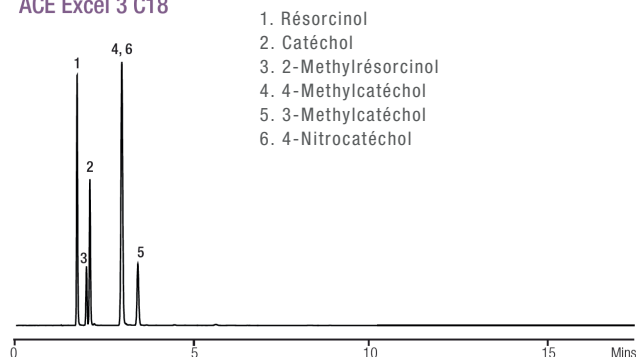 ACE Excel 3 C18
1. Résorcinol
2. Catéchol
3. 2-Methylrésorcinol
4. 4-Methylcatéchol
5. 3-Methylcatéchol
6. 4-Nitrocatéchol
4, 6
1
2
3
5
0 5 10 15 Mins